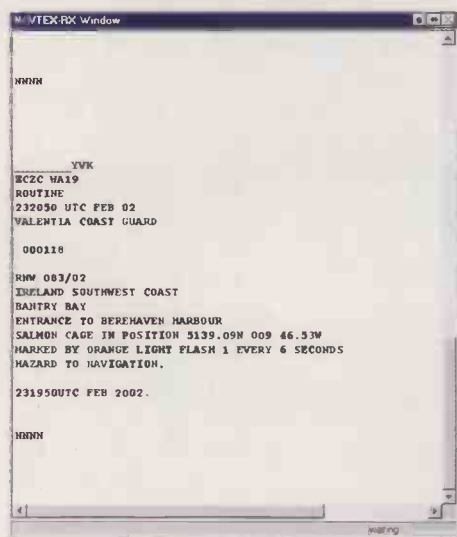 VTEX-RX Window
NNNN
YVK
ZCZC WA19
ROUTINE
232050 UTC FEB 02
VALENTIA COAST GUARD
000118
RNW 083/02
IRELAND SOUTHWEST COAST
BANTRY BAY
ENTRANCE TO BEREHAVEN HARBOUR
SALMON CAGE IN POSITION 5139.09N 009 46.53W
MARKED BY ORANGE LIGHT FLASH 1 EVERY 6 SECONDS
HAZARD TO NAVIGATION.
231950UTC FEB 2002.
NNNN
waiting